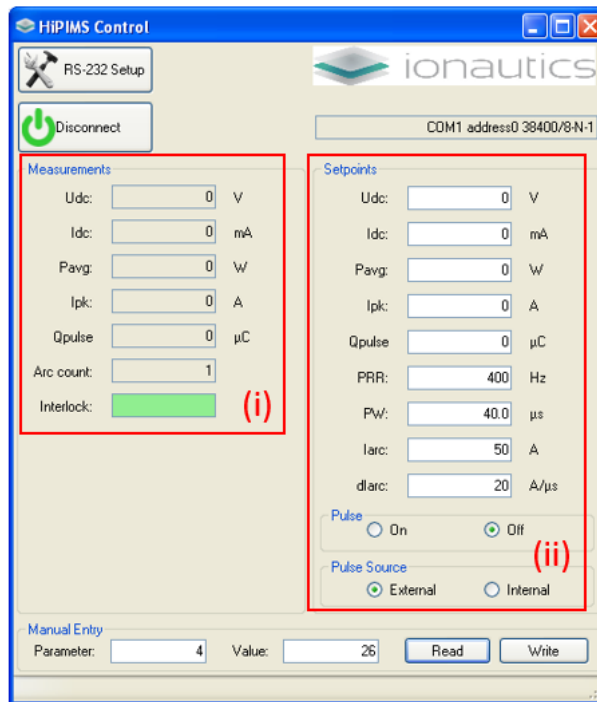 HiPIMS Control
RS-232 Setup
ionautics
Disconnect
COM1 address0 38400/8-N-1
Measurements
Udc: 0 V
Idc: 0 mA
Pavg: 0 W
Ipk: 0 A
Qpulse 0 µC
Arc count: 1
Interlock:
(i)
Setpoints
Udc: 0 V
Idc: 0 mA
Pavg: 0 W
Ipk: 0 A
Qpulse 0 µC
PRR: 400 Hz
PW: 40.0 µs
Iarc: 50 A
dIarc: 20 A/µs
Pulse
On Off
(ii)
Pulse Source
External Internal
Manual Entry
Parameter: 4 Value: 26 Read Write